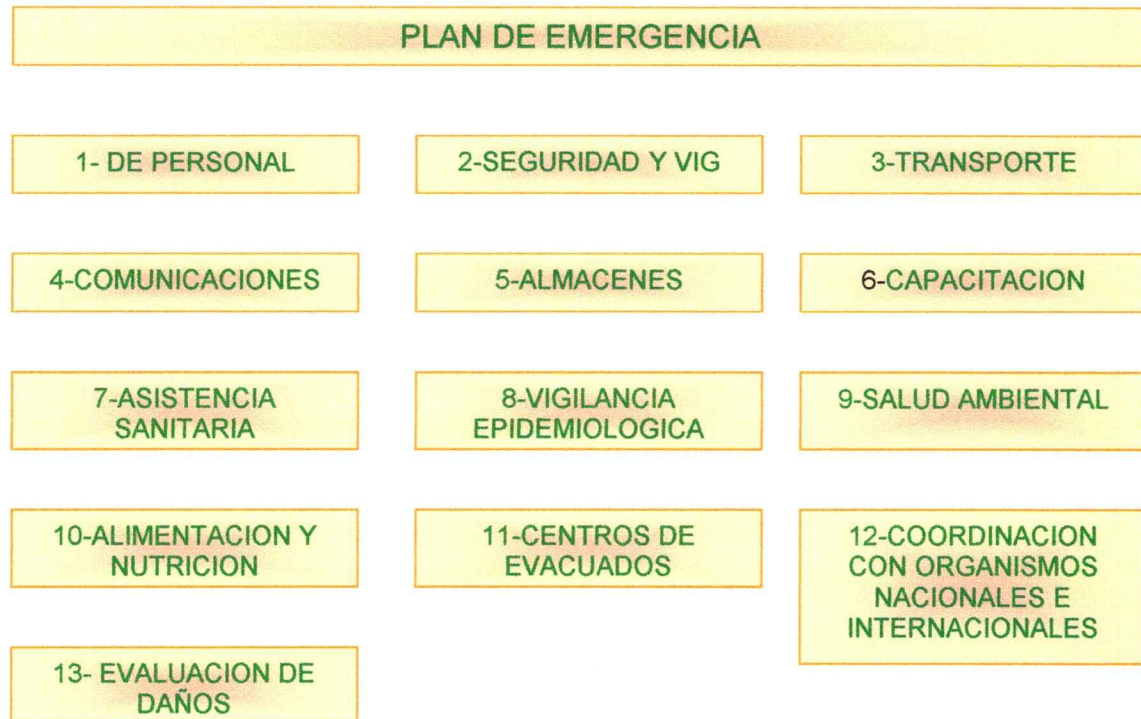 PLAN DE EMERGENCIA
1- DE PERSONAL
2-SEGURIDAD Y VIG
3-TRANSPORTE
4-COMUNICACIONES
5-ALMACENES
6-CAPACITACION
7-ASISTENCIA
SANITARIA
8-VIGILANCIA
EPIDEMIOLOGICA
9-SALUD AMBIENTAL
10-ALIMENTACION Y
NUTRICION
11-CENTROS DE
EVACUADOS
12-COORDINACION
CON ORGANISMOS
NACIONALES E
INTERNACIONALES
13- EVALUACION DE
DAÑOS